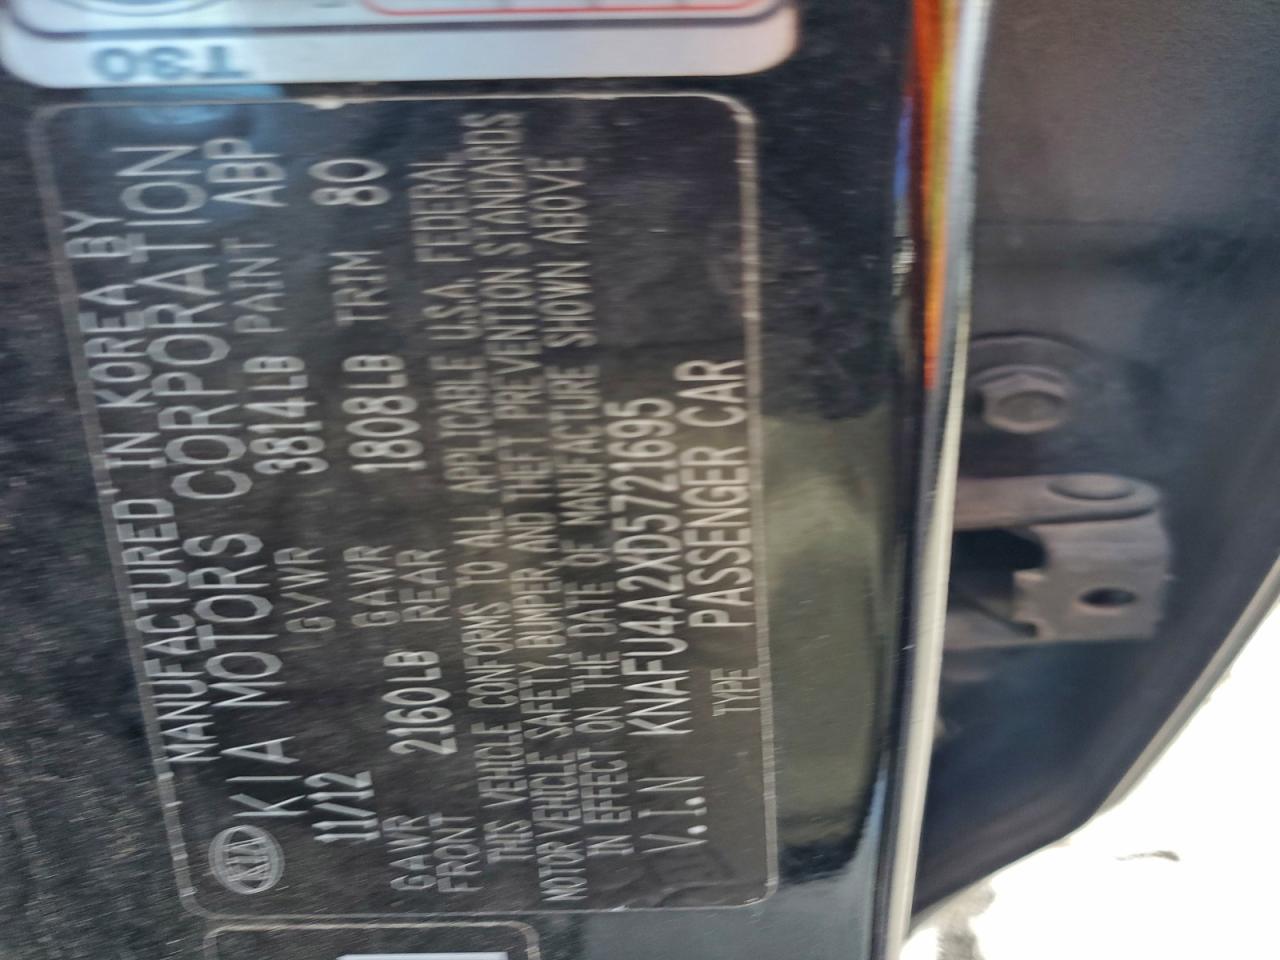 T30
MANUFACTURED IN KOREA BY
KIA KIA MOTORS CORPORATION
11/12 GVWR 3814LB PAINT ABP
GAWR FRONT 2160LB GAWR REAR 1808LB TRIM 80
THIS VEHICLE CONFORMS TO ALL APPLICABLE U.S.A. FEDERAL
MOTOR VEHICLE SAFETY, BUMPER, AND THEFT PREVENTION STANDARDS
IN EFFECT ON THE DATE OF MANUFACTURE SHOWN ABOVE
V.I.N KNAFU4A2XD5721695
TYPE PASSENGER CAR